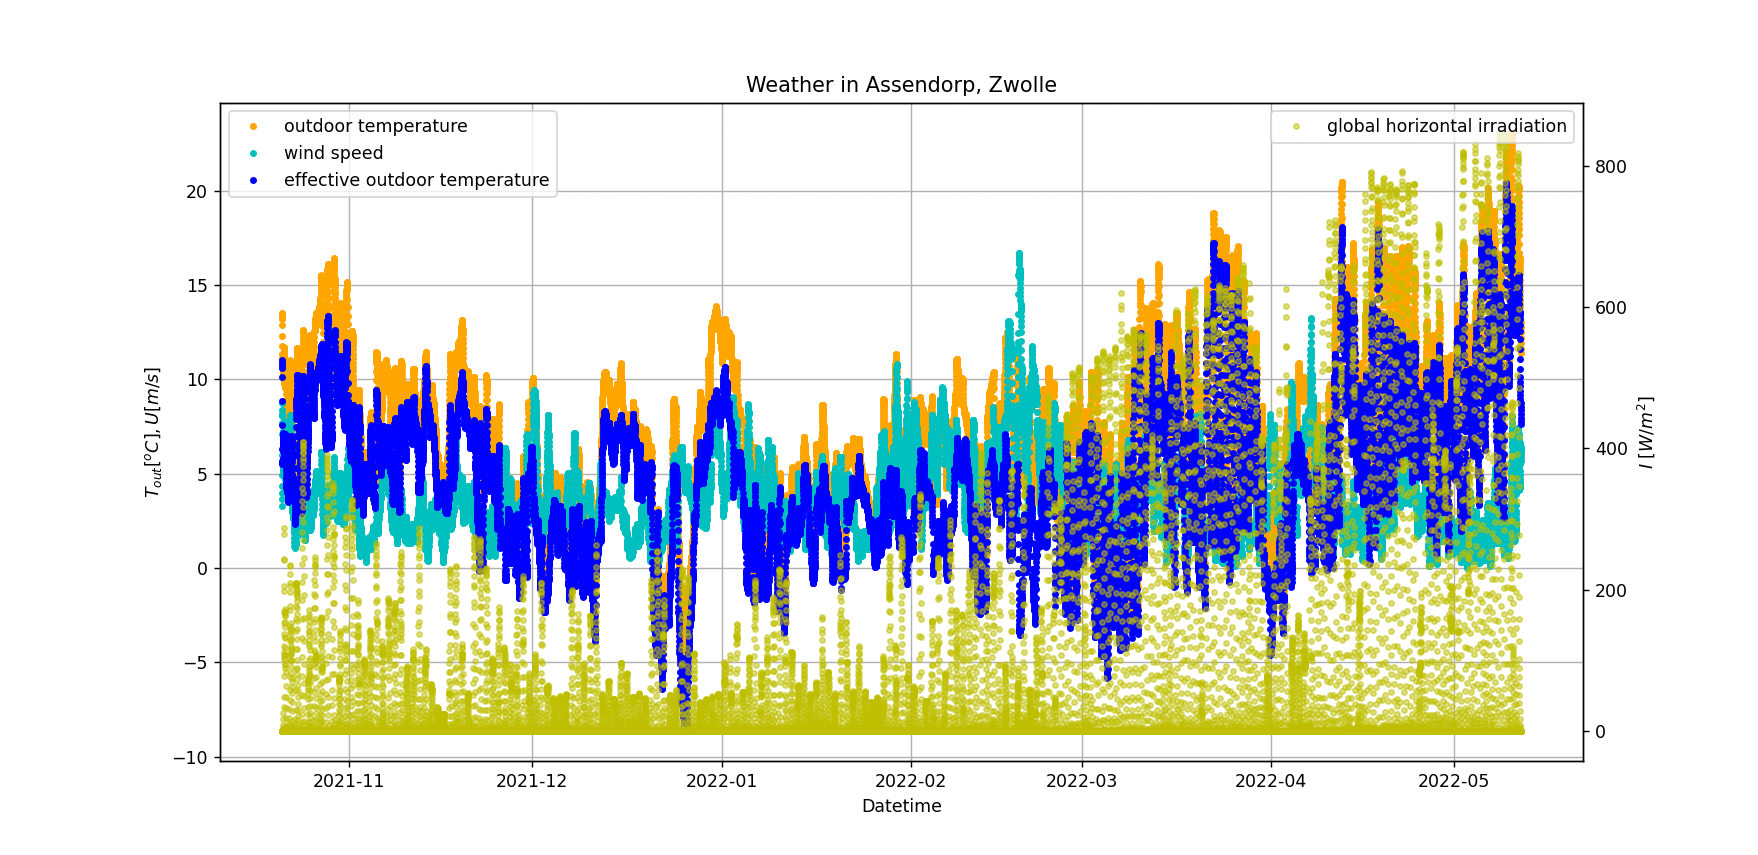 Weather in Assendorp, Zwolle
outdoor temperature
wind speed
effective outdoor temperature
global horizontal irradiation
20
15
10
5
0
−5
−10
T_out[°C], U[m/s]
800
600
400
200
0
I [W/m²]
2021-11 2021-12 2022-01 2022-02 2022-03 2022-04 2022-05
Datetime